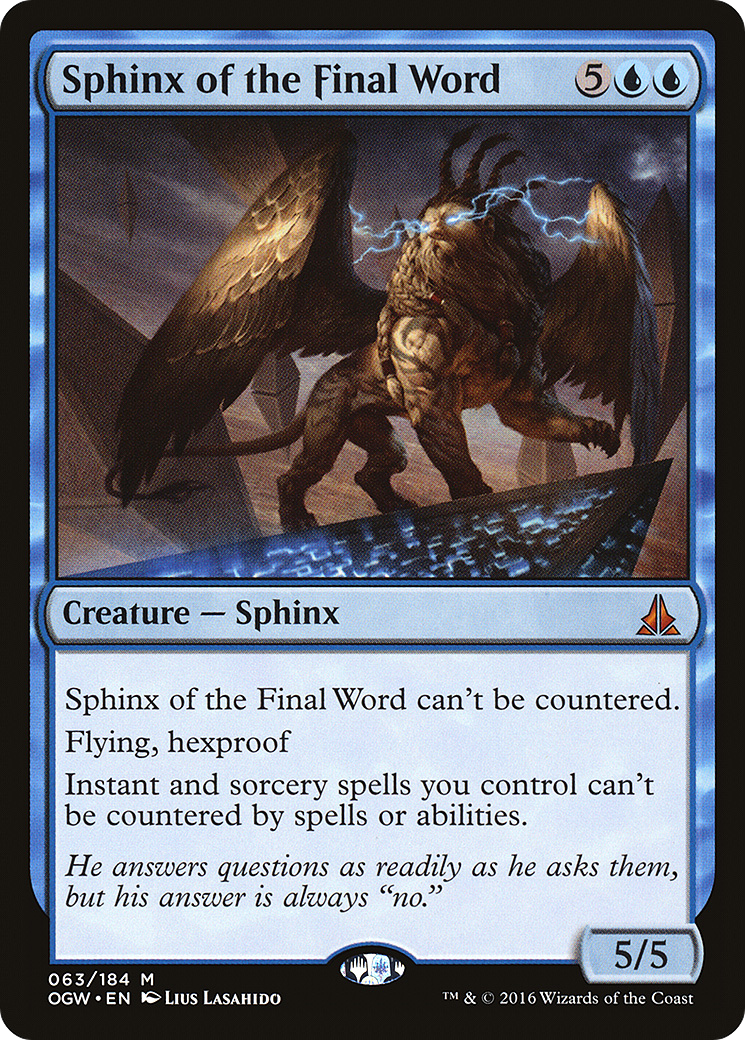 Sphinx of the Final Word 5
Creature — Sphinx
Sphinx of the Final Word can't be countered.
Flying, hexproof
Instant and sorcery spells you control can't
be countered by spells or abilities.
He answers questions as readily as he asks them,
but his answer is always “no.”
5/5
063/184 M
OGW • EN Lius Lasahido
™ & © 2016 Wizards of the Coast